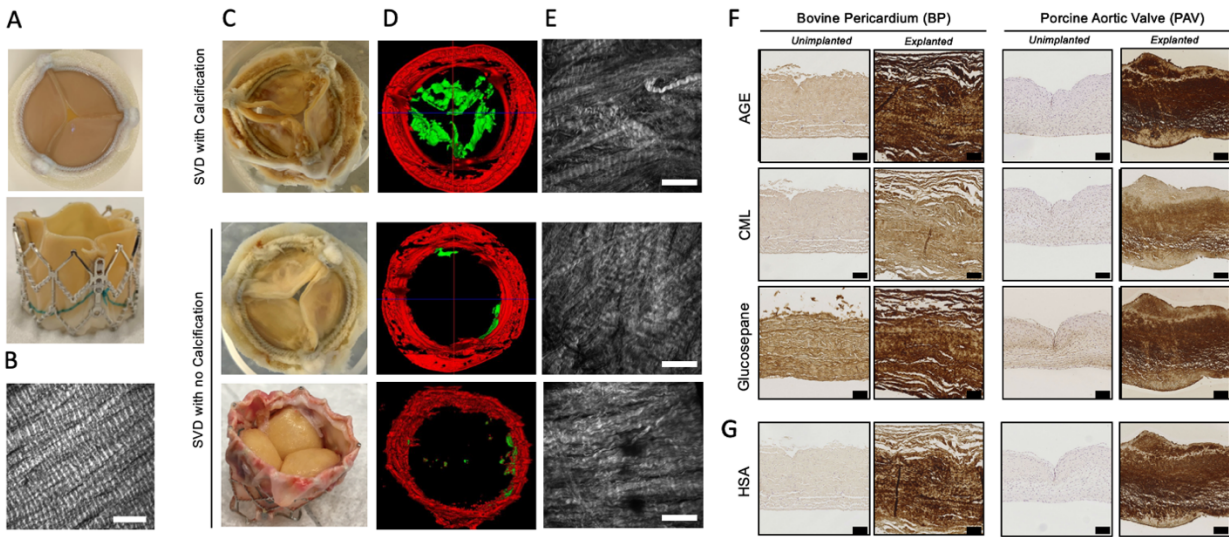 A
B
C
D
E
SVD with Calcification
SVD with no Calcification
F
Bovine Pericardium (BP)
Porcine Aortic Valve (PAV)
Unimplanted
Explanted
Unimplanted
Explanted
AGE
CML
Glucosepane
G
HSA